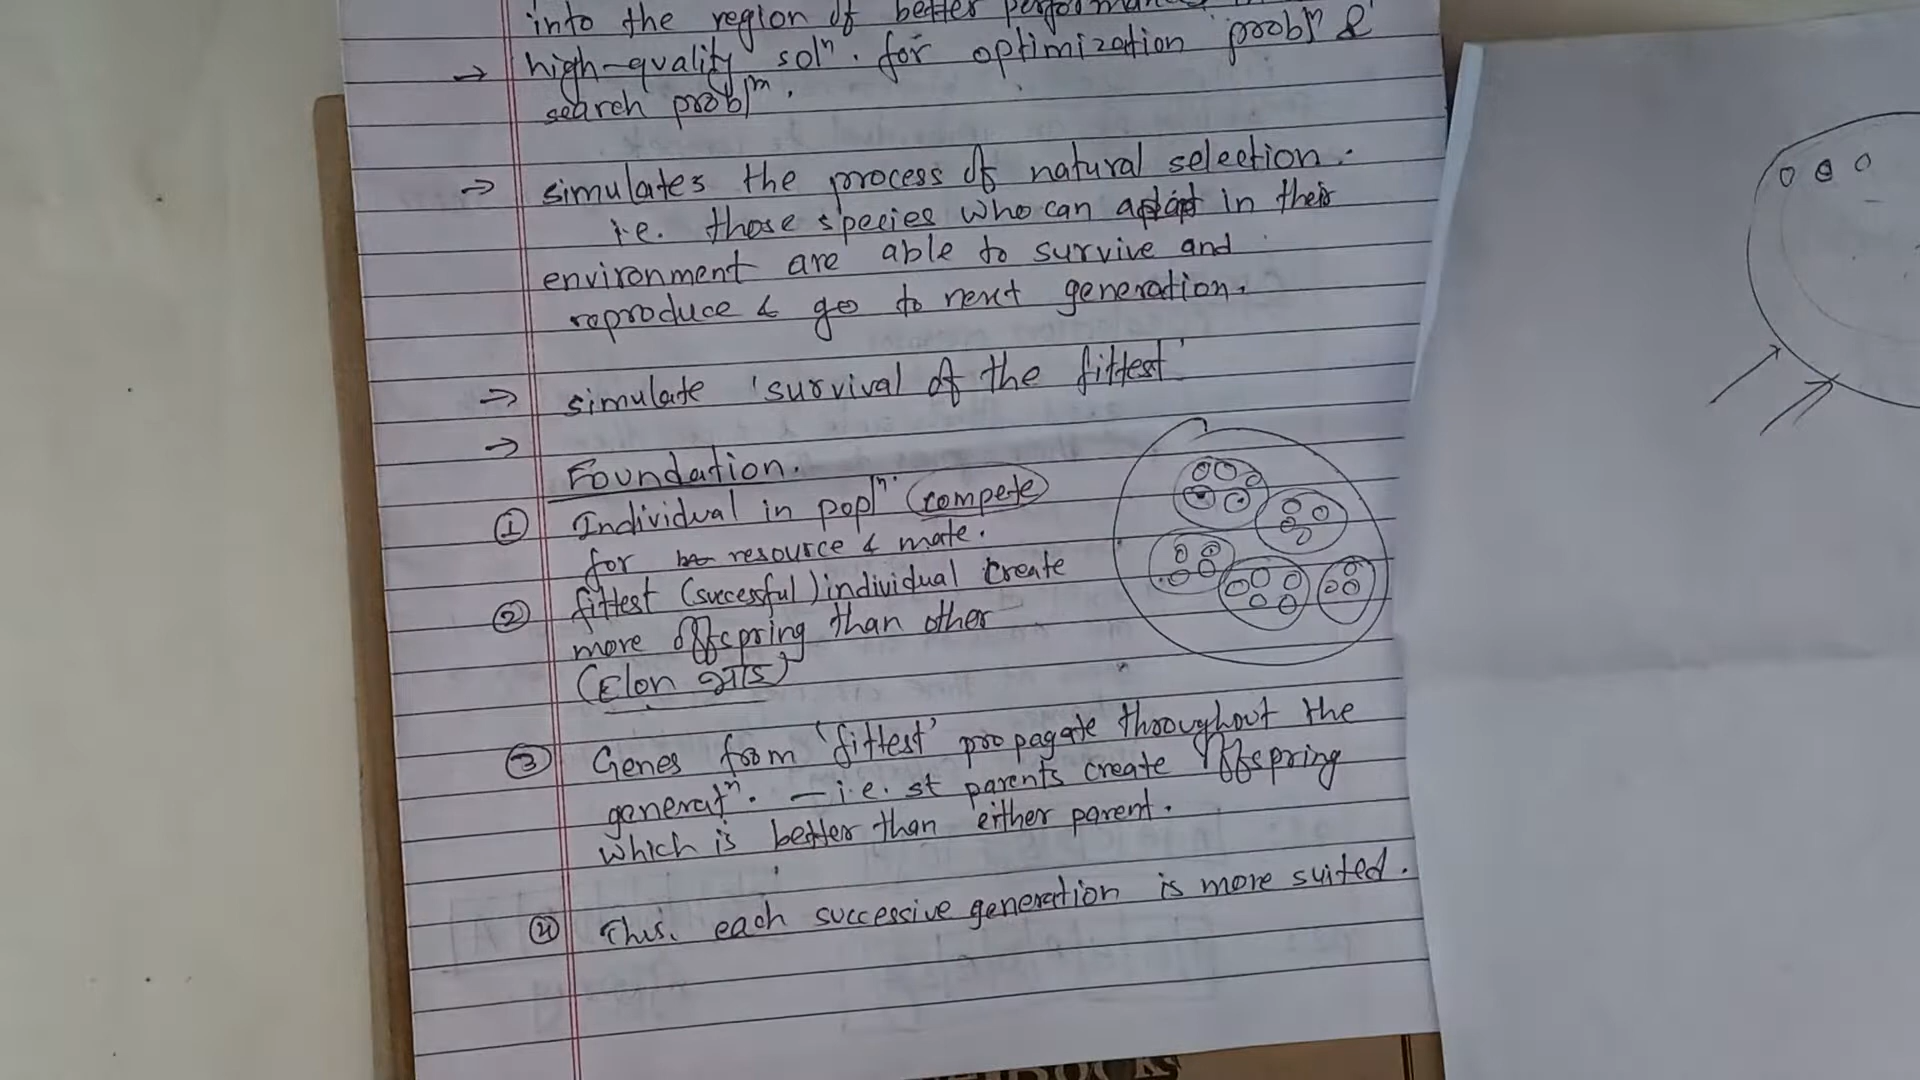 into the region of better performance
→ high-quality solⁿ. for optimization probⁿ &
search probˡᵐ.
→ simulates the process of natural selection.
i.e. those species who can adapt in their
environment are able to survive and
reproduce & go to next generation.
→ simulate 'survival of the fittest'
→
Foundation.
① Individual in popⁿ. compete
for resource & mate.
② fittest (successful) individual create
more offspring than other
(Elon भाई)
③ Genes from 'fittest' propagate throughout the
generatⁿ. – i.e. st parents create offspring
which is better than either parent.
④ This, each successive generation is more suited.